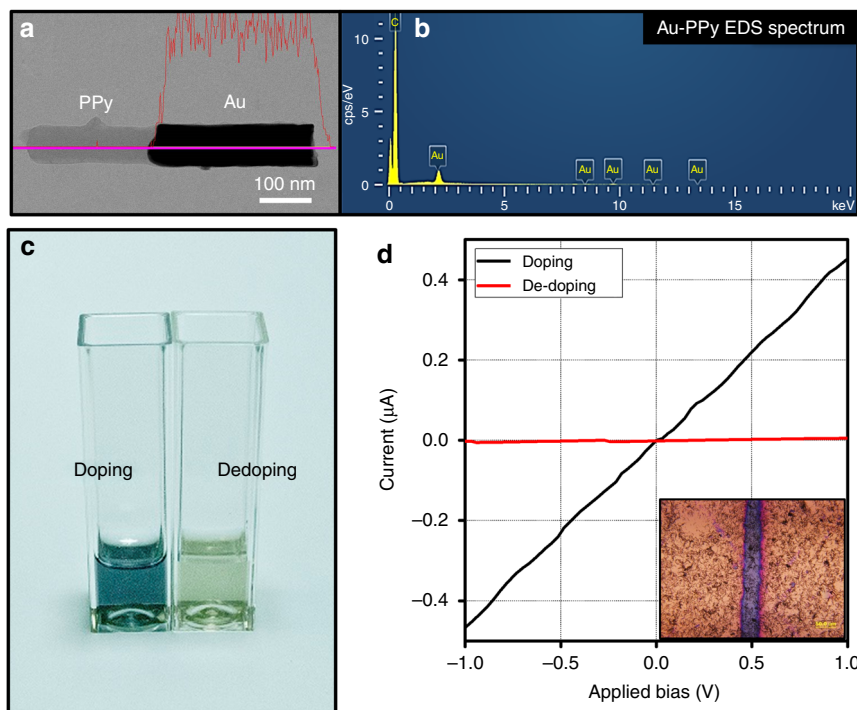 a
PPy
Au
100 nm
b
Au-PPy EDS spectrum
C
Au
Au
Au
Au
Au
cps/eV
10
5
0
0
5
10
15
keV
c
Doping
Dedoping
d
Doping
De-doping
Current (μA)
0.4
0.2
0.0
–0.2
–0.4
–1.0
–0.5
0.0
0.5
1.0
Applied bias (V)